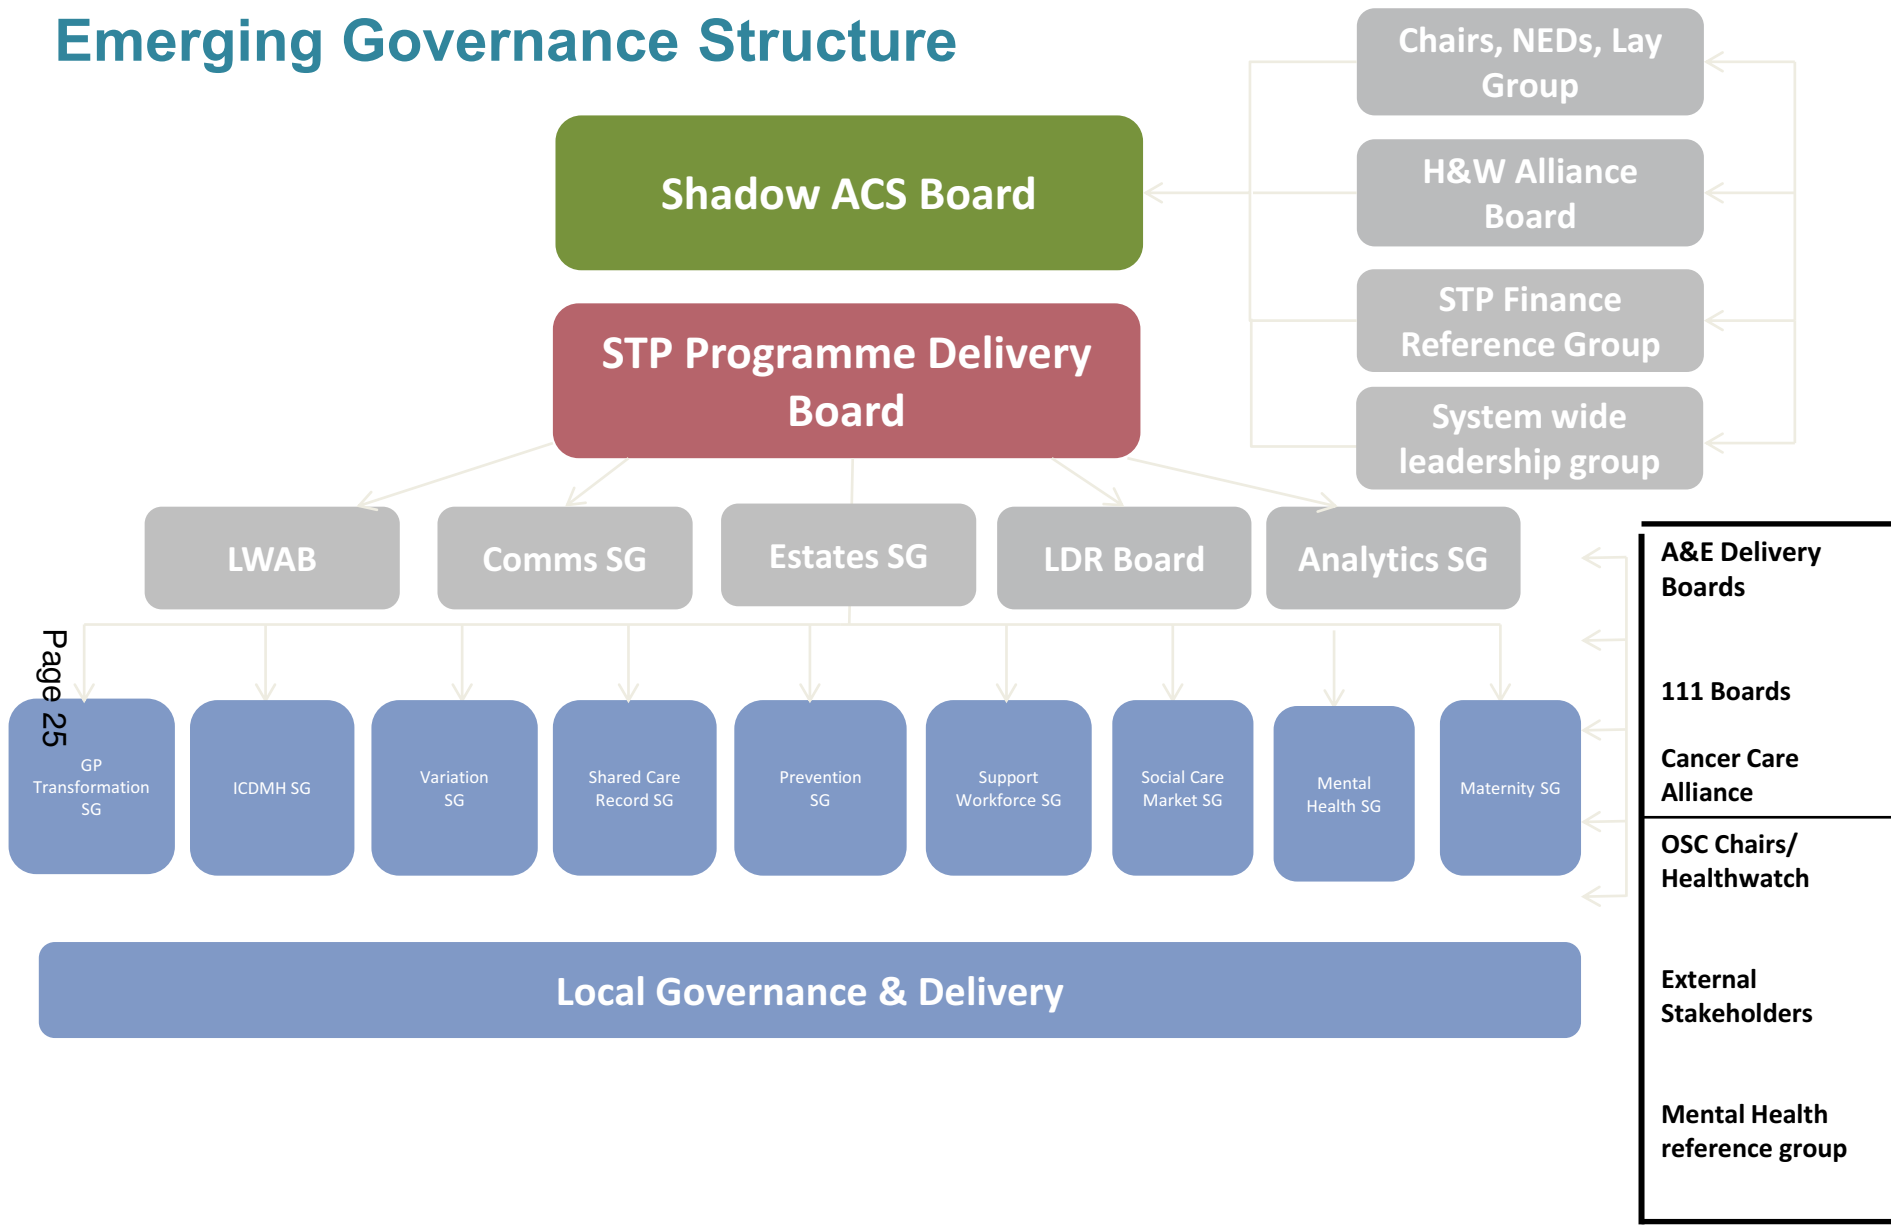 Emerging Governance Structure
Chairs, NEDs, Lay
Group
Shadow ACS Board
H&W Alliance
Board
STP Finance
Reference Group
STP Programme Delivery
Board
System wide
leadership group
LWAB
Comms SG
Estates SG
LDR Board
Analytics SG
A&E Delivery
Boards
111 Boards
Cancer Care
Alliance
OSC Chairs/
Healthwatch
External
Stakeholders
Mental Health
reference group
Page 25
GP
Transformation
SG
ICDMH SG
Variation
SG
Shared Care
Record SG
Prevention
SG
Support
Workforce SG
Social Care
Market SG
Mental
Health SG
Maternity SG
Local Governance & Delivery